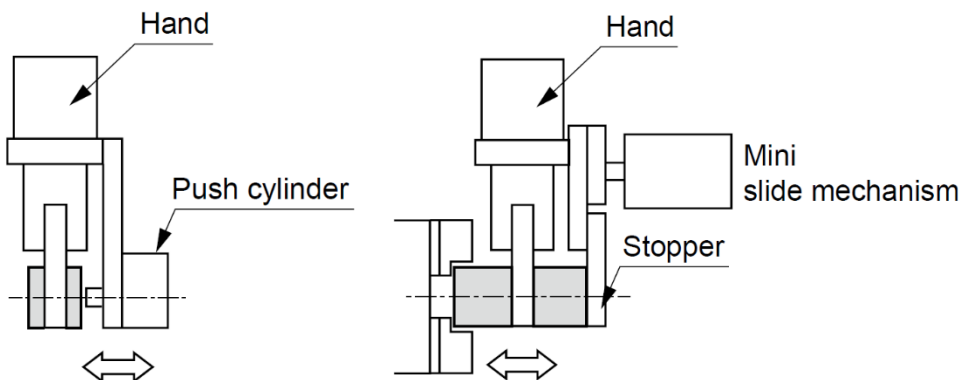 Hand
Push cylinder
Hand
Mini
slide mechanism
Stopper